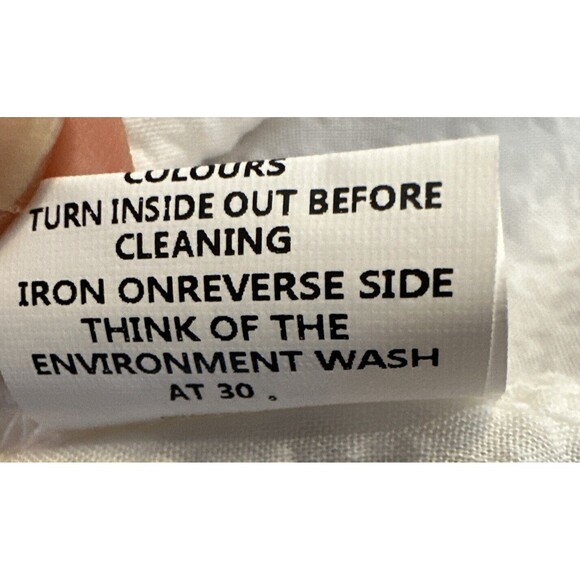 COLOURS
TURN INSIDE OUT BEFORE
CLEANING
IRON ONREVERSE SIDE
THINK OF THE
ENVIRONMENT WASH
AT 30 。